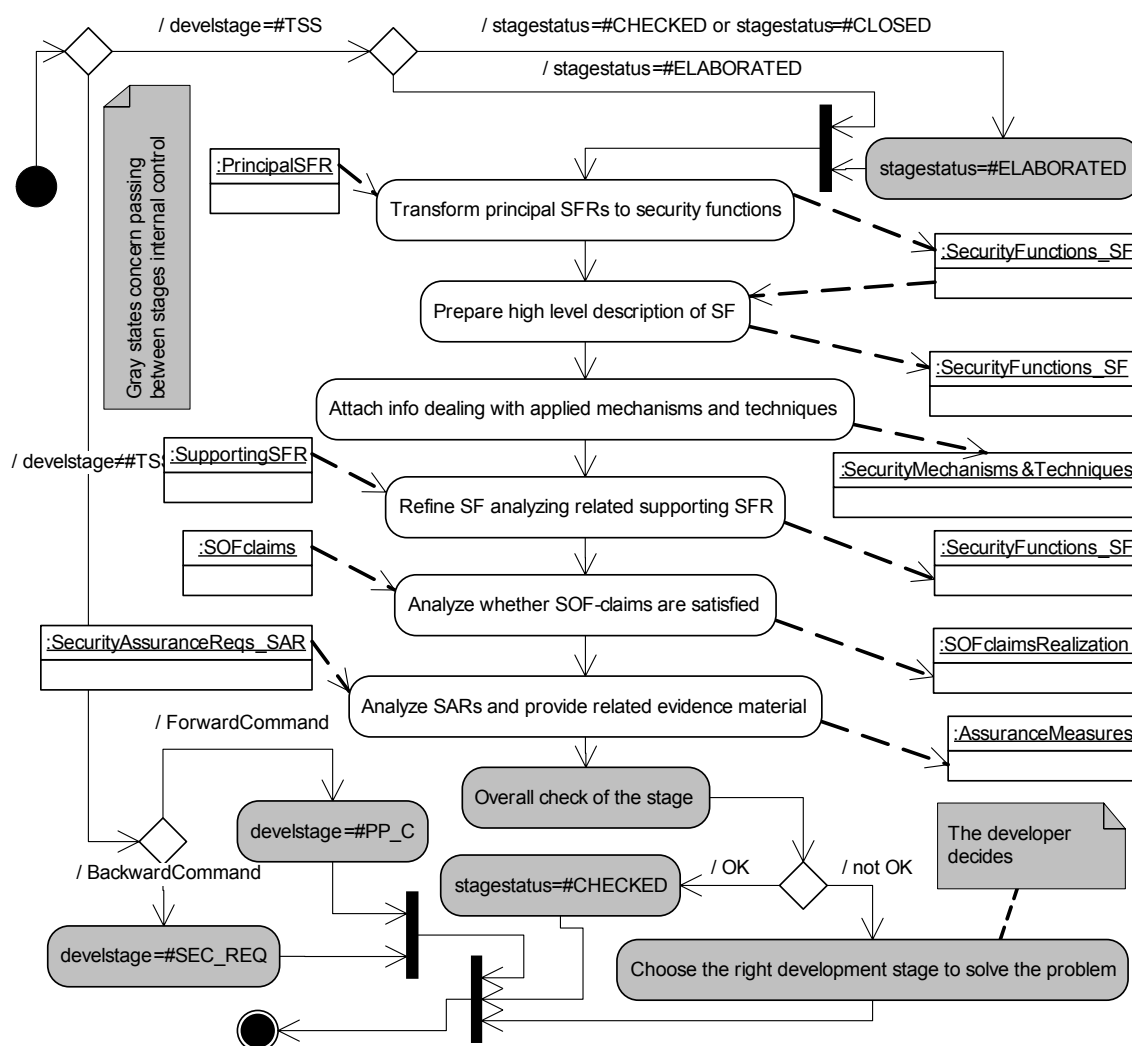 / develstage=#TSS
/ stagestatus=#CHECKED or stagestatus=#CLOSED
/ stagestatus=#ELABORATED
Gray states concern passing
between stages internal control
:PrincipalSFR
stagestatus=#ELABORATED
Transform principal SFRs to security functions
:SecurityFunctions_SF
Prepare high level description of SF
:SecurityFunctions_SF
Attach info dealing with applied mechanisms and techniques
/ develstage≠#TSS
:SupportingSFR
:SecurityMechanisms &Techniques
Refine SF analyzing related supporting SFR
:SOFclaims
:SecurityFunctions_SF
Analyze whether SOF-claims are satisfied
:SecurityAssuranceReqs_SAR
:SOFclaimsRealization
Analyze SARs and provide related evidence material
/ ForwardCommand
:AssuranceMeasures
Overall check of the stage
develstage=#PP_C
The developer
decides
/ BackwardCommand
/ OK
/ not OK
stagestatus=#CHECKED
develstage=#SEC_REQ
Choose the right development stage to solve the problem